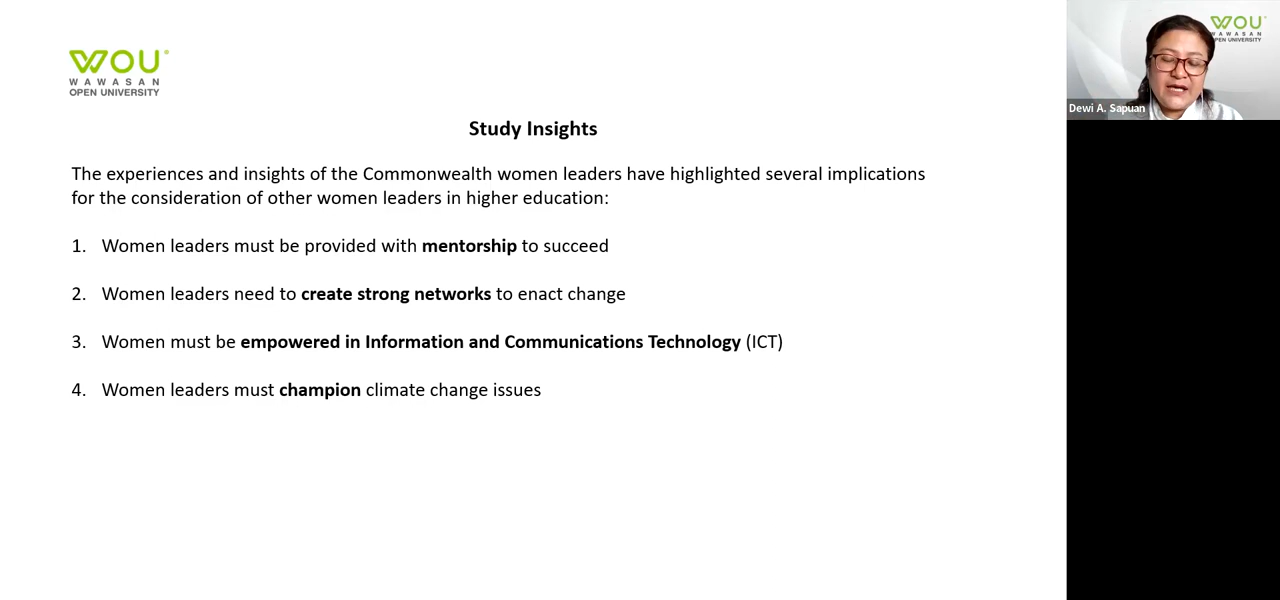 WOU
WAWASAN
OPEN UNIVERSITY
Study Insights
The experiences and insights of the Commonwealth women leaders have highlighted several implications
for the consideration of other women leaders in higher education:
1. Women leaders must be provided with mentorship to succeed
2. Women leaders need to create strong networks to enact change
3. Women must be empowered in Information and Communications Technology (ICT)
4. Women leaders must champion climate change issues
WOU
WAWASAN
OPEN UNIVERSITY
Dewi A. Sapuan